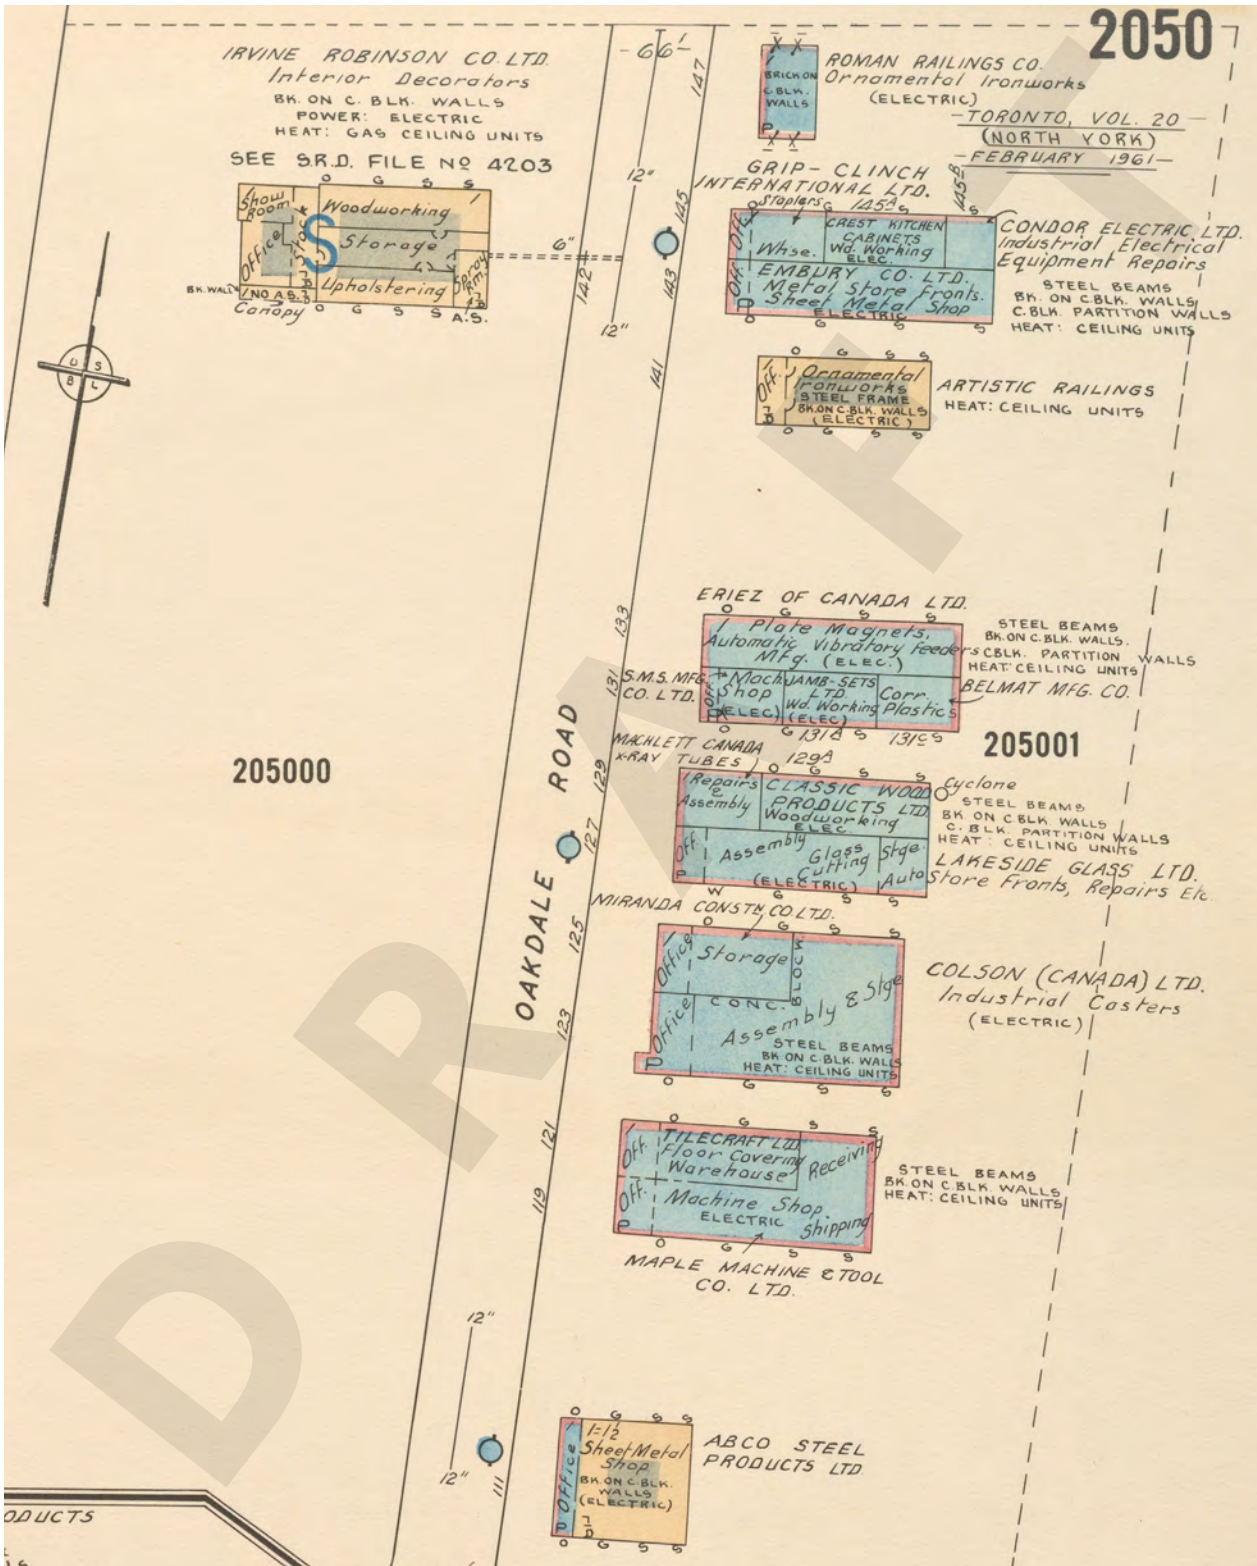 2050
IRVINE ROBINSON CO. LTD.
Interior Decorators
BK. ON C. BLK. WALLS
POWER: ELECTRIC
HEAT: GAS CEILING UNITS
SEE S.R.D. FILE Nº 4203
O G S S
Show
Room
Office
Stock
Woodworking
Storage
Upholstering
Spray
Rm.
S
BK. WALL
NO A.S.
Canopy
O G S S A.S.
66'
147
145
143
142
141
133
131
129
127
125
123
121
119
111
12"
6"
12"
BRICK ON
C. BLK.
WALLS
P
ROMAN RAILINGS CO.
Ornamental Ironworks
(ELECTRIC)
TORONTO, VOL. 20
(NORTH YORK)
FEBRUARY 1961
GRIP-CLINCH
INTERNATIONAL LTD.
Staplers
145A
145B
O G S S
Off.
Whse.
CREST KITCHEN
CABINETS
Wd. Working
ELEC.
Off.
EMBURY CO. LTD.
Metal Store Fronts.
Sheet Metal Shop
ELECTRIC
P
O G S S
CONDOR ELECTRIC, LTD.
Industrial Electrical
Equipment Repairs
STEEL BEAMS
BK. ON C.BLK. WALLS
C.BLK. PARTITION WALLS
HEAT: CEILING UNITS
O G S S
Off.
Ornamental
Ironworks
STEEL FRAME
BK.ON C.BLK. WALLS
(ELECTRIC)
O G S S
ARTISTIC RAILINGS
HEAT: CEILING UNITS
U S
B L
ERIEZ OF CANADA LTD.
O G S S
Plate Magnets,
Automatic Vibratory Feeders
Mfg. (ELEC.)
STEEL BEAMS
BK.ON C.BLK. WALLS.
C.BLK. PARTITION WALLS
HEAT: CEILING UNITS
S.M.S. MFG.
CO. LTD.
Off.
Mach.
Shop
(ELEC)
JAMB-SETS
LTD.
Wd. Working
(ELEC)
Corr.
Plastics
BELMAT MFG. CO.
P
O G 131A S 131C S
205001
205000
OAKDALE ROAD
MACHLETT CANADA
X-RAY TUBES
129A
O G S S
Repairs
&
Assembly
CLASSIC WOOD
PRODUCTS LTD.
Woodworking
ELEC.
Cyclone
STEEL BEAMS
BK ON C.BLK. WALLS
C. BLK. PARTITION WALLS
HEAT: CEILING UNITS
Off.
Assembly
Glass
Cutting
(ELECTRIC)
Stge.
Auto
P
W G S S
LAKESIDE GLASS LTD.
Store Fronts, Repairs Etc.
MIRANDA CONSTN. CO. LTD.
O G S S
Office
Storage
CONC. BLOCK
Office
Assembly & Stge
STEEL BEAMS
BK ON C.BLK. WALLS
HEAT: CEILING UNITS
P
O G S S
COLSON (CANADA) LTD.
Industrial Casters
(ELECTRIC)
O G S S
Off.
TILECRAFT LTD.
Floor Covering
Warehouse
Receiving
Off.
Machine Shop.
ELECTRIC
Shipping
P
O G S S
STEEL BEAMS
BK.ON C.BLK. WALLS
HEAT: CEILING UNITS
MAPLE MACHINE & TOOL
CO. LTD.
12"
12"
O G S S
Office
P
1=1½
Sheet Metal
Shop
BK.ON C.BLK.
WALLS
(ELECTRIC)
O G S S
ABCO STEEL
PRODUCTS LTD.
ODUCTS
DRAFT